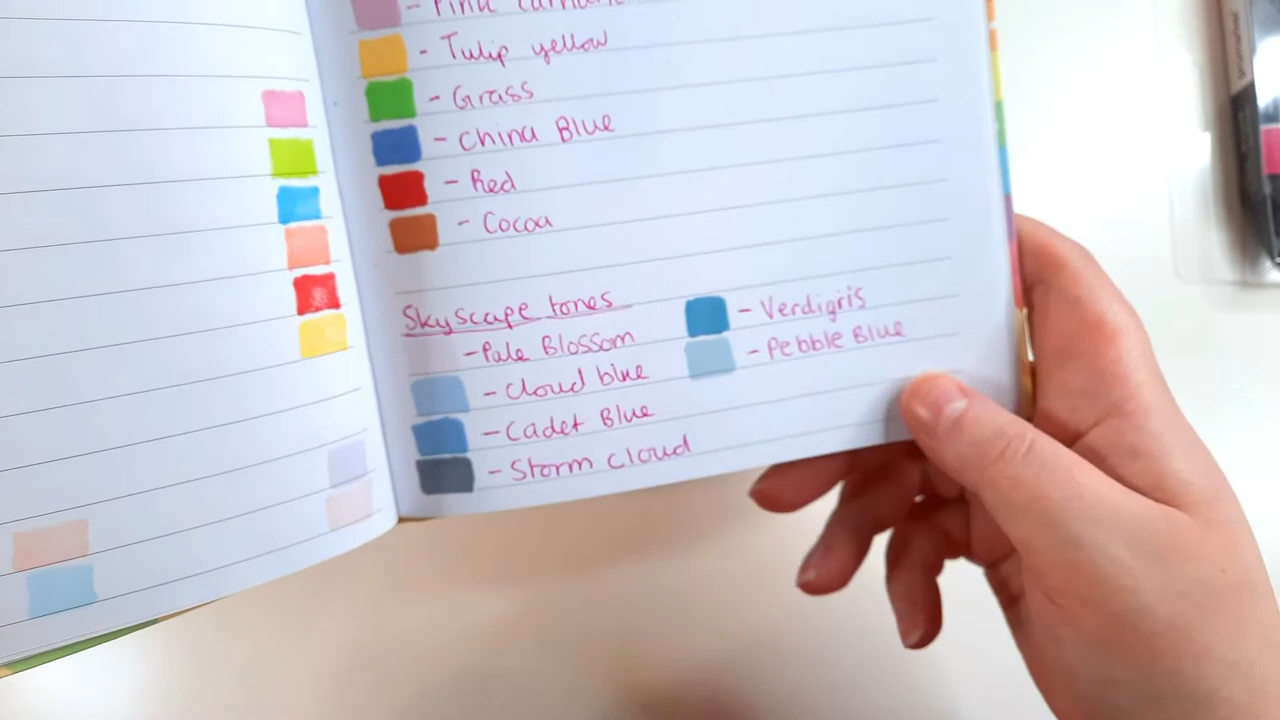 - Pink
- Tulip yellow
- Grass
- China Blue
- Red
- Cocoa
Skyscape tones
- Pale Blossom
- Cloud blue
- Cadet Blue
- Storm Cloud
- Verdigris
- Pebble Blue